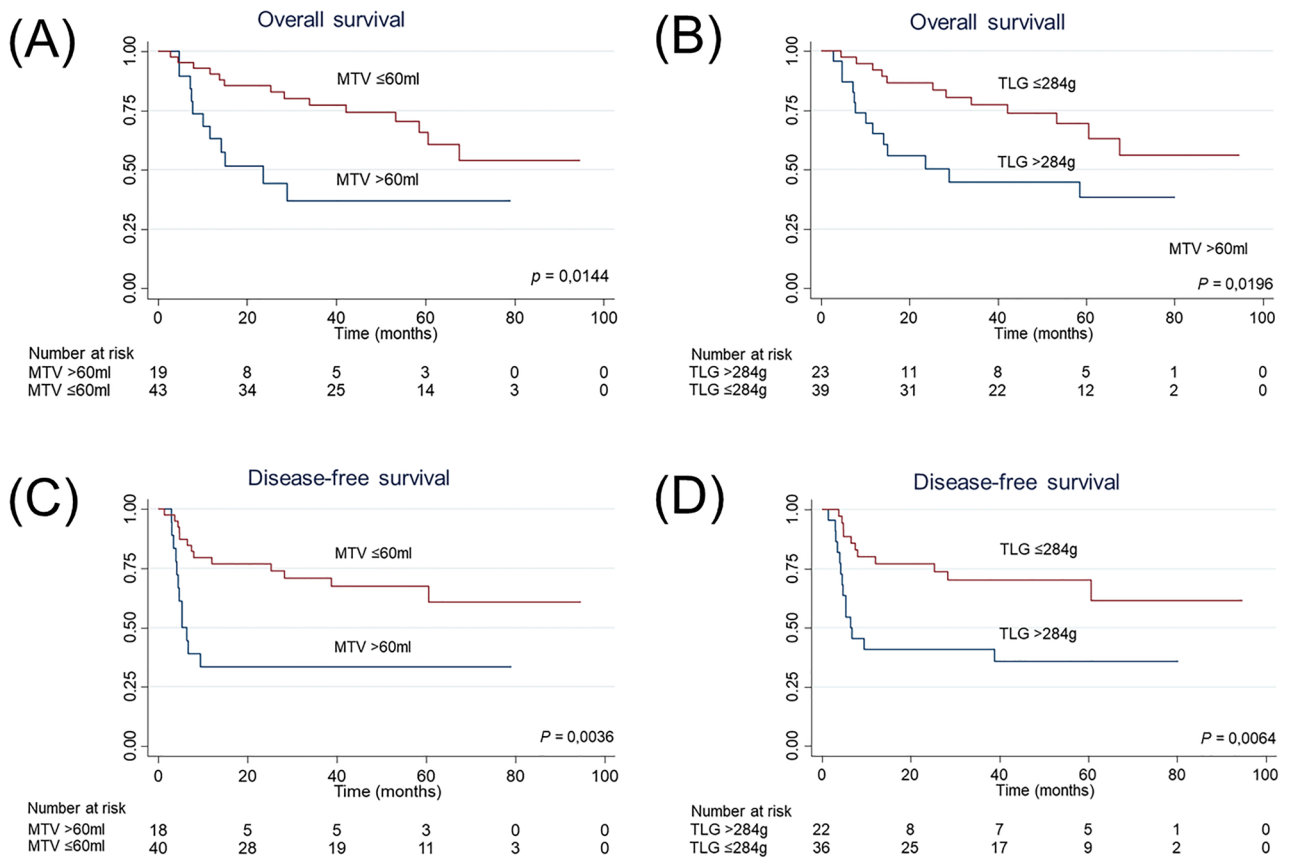 (A)
Overall survival
1.00
0.75
0.50
0.25
0.00
MTV ≤60ml
MTV >60ml
p = 0,0144
0 20 40 60 80 100
Time (months)
Number at risk
MTV >60ml 19 8 5 3 0 0
MTV ≤60ml 43 34 25 14 3 0
(B)
Overall survivall
1.00
0.75
0.50
0.25
0.00
TLG ≤284g
TLG >284g
MTV >60ml
P = 0,0196
0 20 40 60 80 100
Time (months)
Number at risk
TLG >284g 23 11 8 5 1 0
TLG ≤284g 39 31 22 12 2 0
(C)
Disease-free survival
1.00
0.75
0.50
0.25
0.00
MTV ≤60ml
MTV >60ml
P = 0,0036
0 20 40 60 80 100
Time (months)
Number at risk
MTV >60ml 18 5 5 3 0 0
MTV ≤60ml 40 28 19 11 3 0
(D)
Disease-free survival
1.00
0.75
0.50
0.25
0.00
TLG ≤284g
TLG >284g
P = 0,0064
0 20 40 60 80 100
Time (months)
Number at risk
TLG >284g 22 8 7 5 1 0
TLG ≤284g 36 25 17 9 2 0